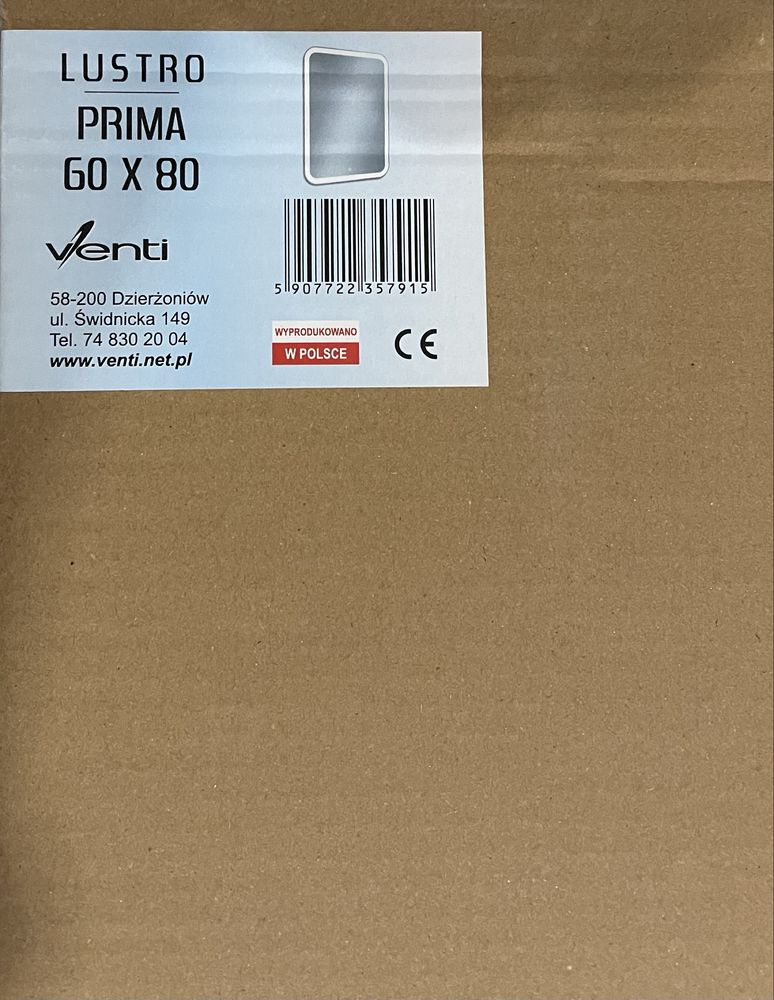 LUSTRO
PRIMA
60 X 80
Venti
58-200 Dzierżoniów
ul. Świdnicka 149
Tel. 74 830 20 04
www.venti.net.pl
5 907722 357915
WYPRODUKOWANO
W POLSCE
CE